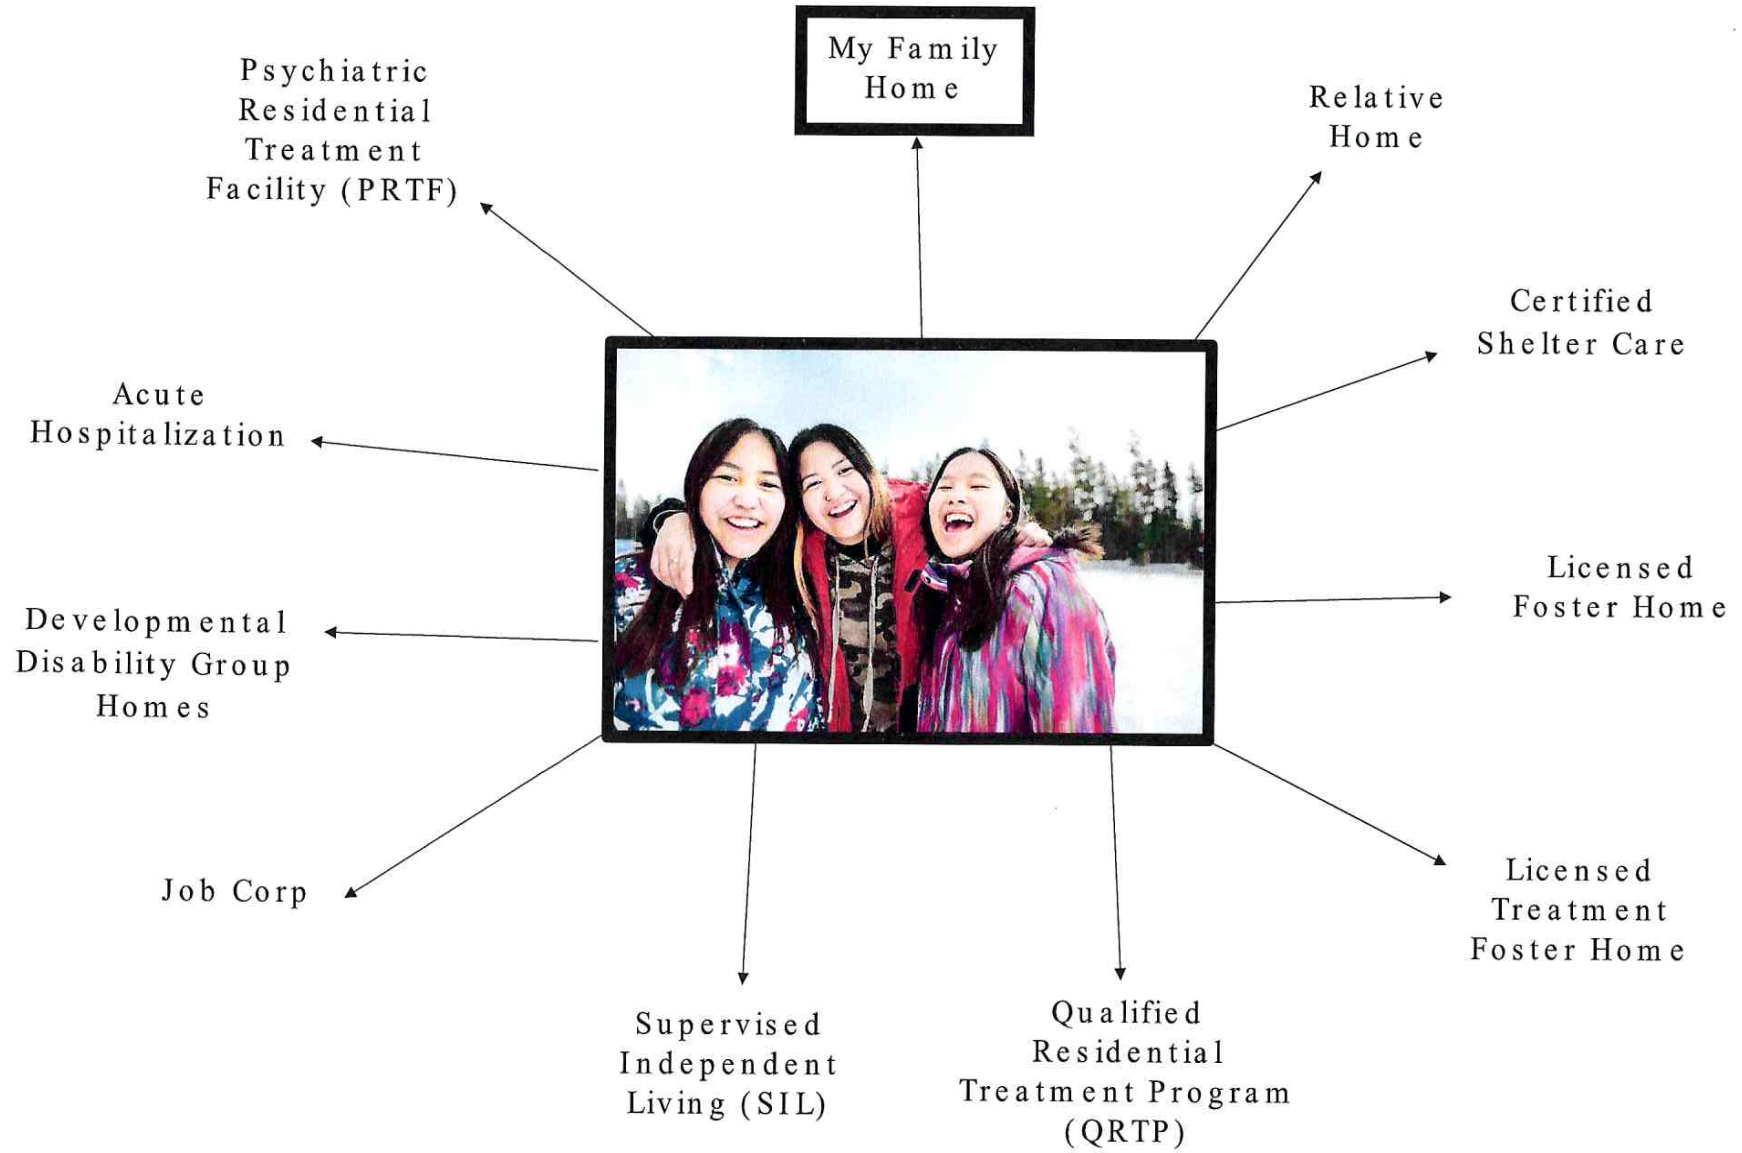 My Family
Home
Relative
Home
Certified
Shelter Care
Licensed
Foster Home
Licensed
Treatment
Foster Home
Qualified
Residential
Treatment Program
(QRTP)
Supervised
Independent
Living (SIL)
Job Corp
Developmental
Disability Group
Homes
Acute
Hospitalization
Psychiatric
Residential
Treatment
Facility (PRTF)